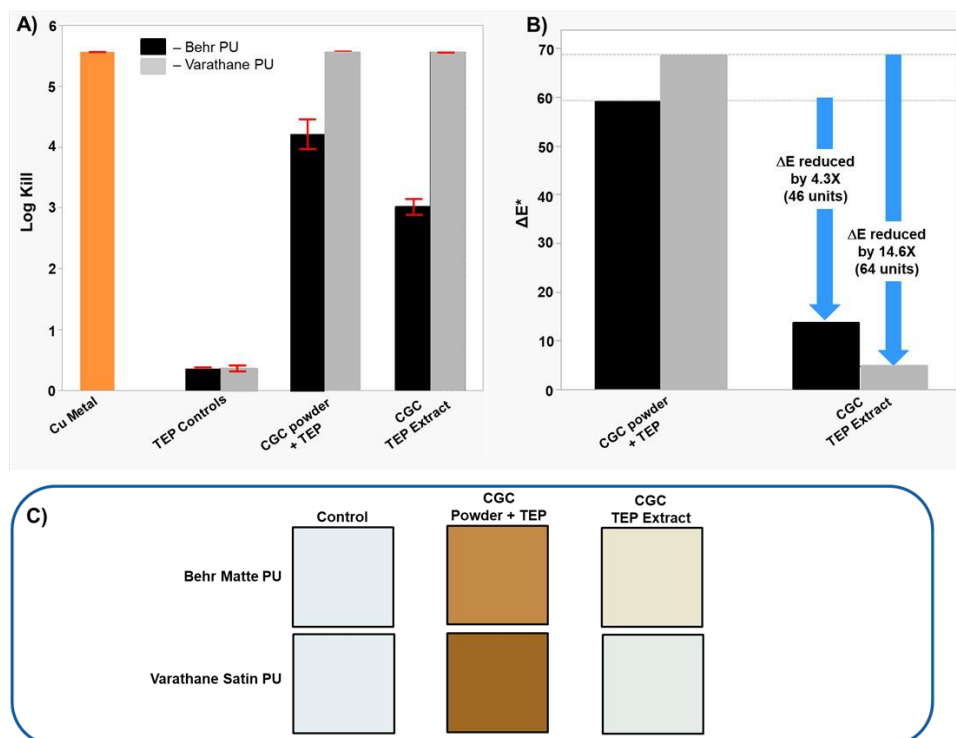 A)
6
5
4
3
2
1
0
Log Kill
– Behr PU
– Varathane PU
Cu Metal
TEP Controls
CGC powder
+ TEP
CGC
TEP Extract
B)
70
60
50
40
30
20
10
0
ΔE*
ΔE reduced
by 4.3X
(46 units)
ΔE reduced
by 14.6X
(64 units)
CGC powder
+ TEP
CGC
TEP Extract
C)
Control
CGC
Powder + TEP
CGC
TEP Extract
Behr Matte PU
Varathane Satin PU